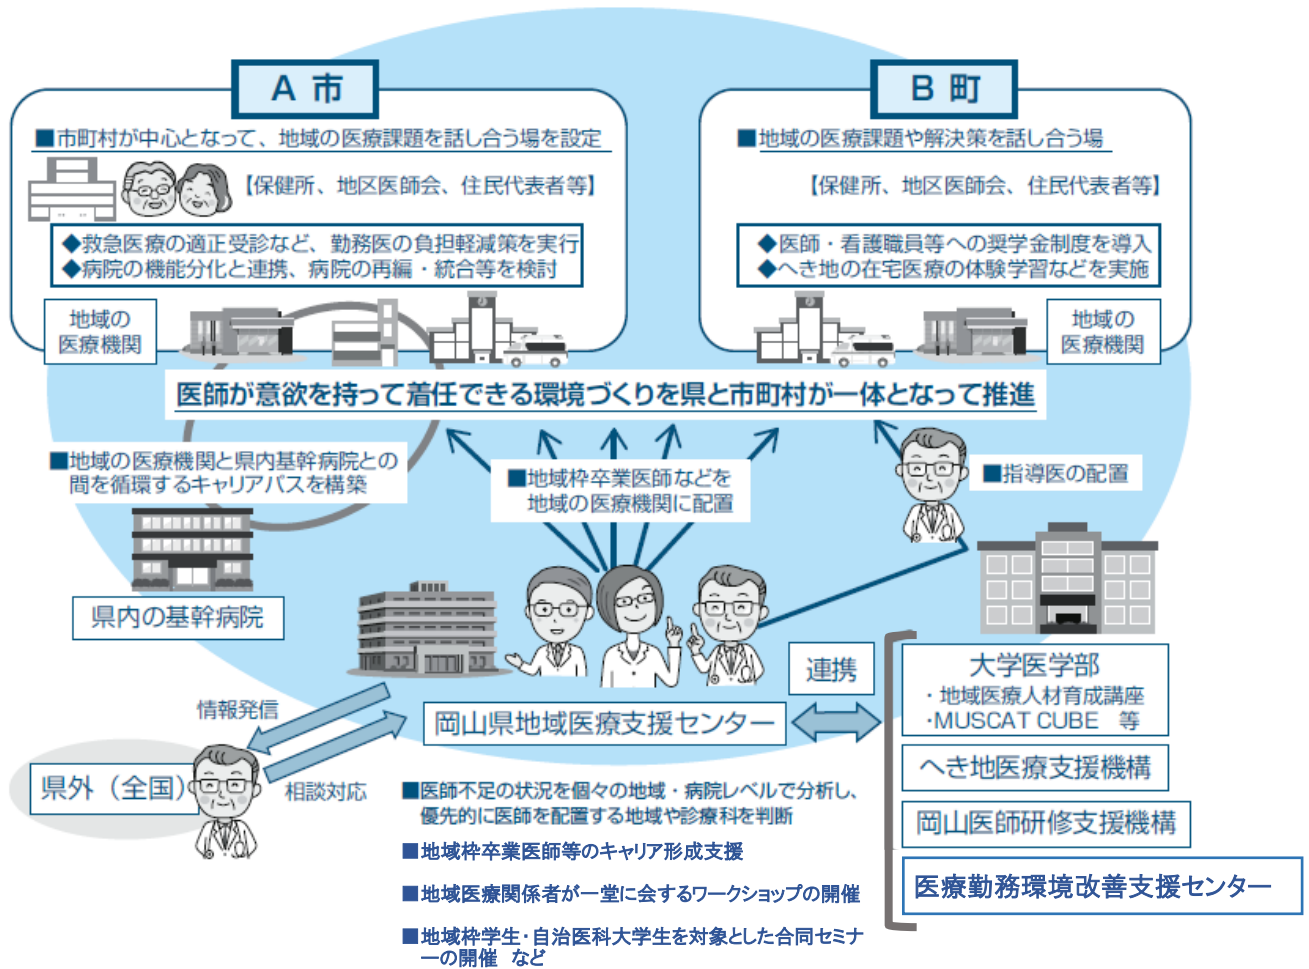 A 市
■市町村が中心となって、地域の医療課題を話し合う場を設定
【保健所、地区医師会、住民代表者等】
◆救急医療の適正受診など、勤務医の負担軽減策を実行
◆病院の機能分化と連携、病院の再編・統合等を検討
地域の
医療機関
B 町
■地域の医療課題や解決策を話し合う場
【保健所、地区医師会、住民代表者等】
◆医師・看護職員等への奨学金制度を導入
◆へき地の在宅医療の体験学習などを実施
地域の
医療機関
医師が意欲を持って着任できる環境づくりを県と市町村が一体となって推進
■地域の医療機関と県内基幹病院との
間を循環するキャリアパスを構築
■地域枠卒業医師などを
地域の医療機関に配置
■指導医の配置
県内の基幹病院
情報発信
県外（全国）
相談対応
岡山県地域医療支援センター
連携
大学医学部
・地域医療人材育成講座
・MUSCAT CUBE 等
へき地医療支援機構
岡山医師研修支援機構
医療勤務環境改善支援センター
■医師不足の状況を個々の地域・病院レベルで分析し、
優先的に医師を配置する地域や診療科を判断
■地域枠卒業医師等のキャリア形成支援
■地域医療関係者が一堂に会するワークショップの開催
■地域枠学生・自治医科大学生を対象とした合同セミナ
ーの開催 など